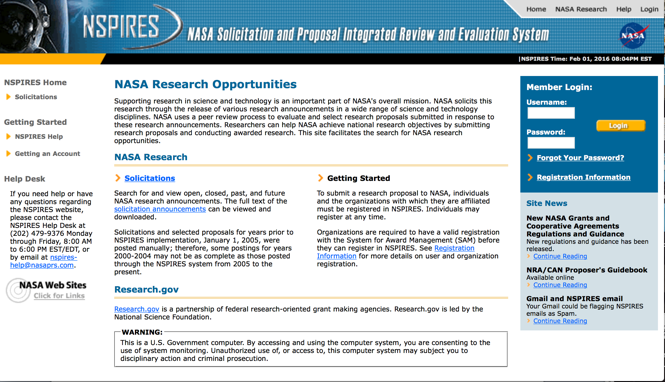 Home NASA Research Help Login
NSPIRES
NASA Solicitation and Proposal Integrated Review and Evaluation System
NASA
|NSPIRES Time: Feb 01, 2016 08:04PM EST
NSPIRES Home
Solicitations
Getting Started
NSPIRES Help
Getting an Account
Help Desk
If you need help or have
any questions regarding
the NSPIRES website,
please contact the
NSPIRES Help Desk at
(202) 479-9376 Monday
through Friday, 8:00 AM
to 6:00 PM EST/EDT, or
by email at nspires-
help@nasaprs.com.
NASA Web Sites
Click for Links
NASA Research Opportunities
Supporting research in science and technology is an important part of NASA's overall mission. NASA solicits this
research through the release of various research announcements in a wide range of science and technology
disciplines. NASA uses a peer review process to evaluate and select research proposals submitted in response to
these research announcements. Researchers can help NASA achieve national research objectives by submitting
research proposals and conducting awarded research. This site facilitates the search for NASA research
opportunities.
NASA Research
Solicitations
Search for and view open, closed, past, and future
NASA research announcements. The full text of the
solicitation announcements can be viewed and
downloaded.
Solicitations and selected proposals for years prior to
NSPIRES implementation, January 1, 2005, were
posted manually; therefore, some postings for years
2000-2004 may not be as complete as those posted
through the NSPIRES system from 2005 to the
present.
Getting Started
To submit a research proposal to NASA, individuals
and the organizations with which they are affiliated
must be registered in NSPIRES. Individuals may
register at any time.
Organizations are required to have a valid registration
with the System for Award Management (SAM) before
they can register in NSPIRES. See Registration
Information for more details on user and organization
registration.
Research.gov
Research.gov is a partnership of federal research-oriented grant making agencies. Research.gov is led by the
National Science Foundation.
WARNING:
This is a U.S. Government computer. By accessing and using the computer system, you are consenting to the
use of system monitoring. Unauthorized use of, or access to, this computer system may subject you to
disciplinary action and criminal prosecution.
Member Login:
Username:
Password:
Login
Forgot Your Password?
Registration Information
Site News
New NASA Grants and
Cooperative Agreements
Regulations and Guidance
New regulations and guidance has been
released.
Continue Reading
NRA/CAN Proposer's Guidebook
Available online
Continue Reading
Gmail and NSPIRES email
Your Gmail could be flagging NSPIRES
emails as Spam.
Continue Reading